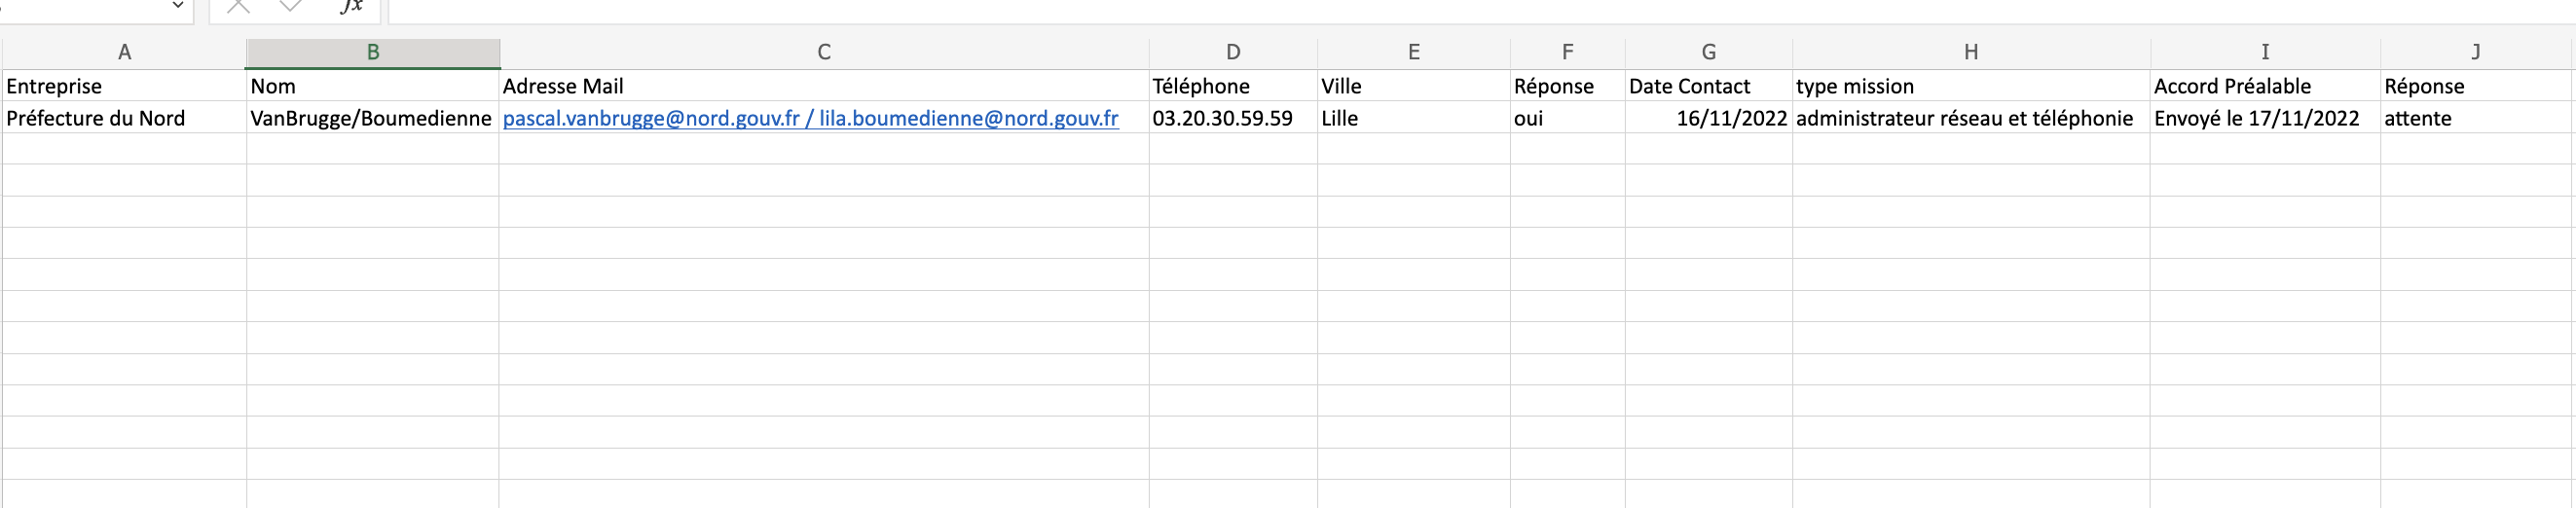 fx
A B C D E F G H I J
Entreprise Nom Adresse Mail Téléphone Ville Réponse Date Contact type mission Accord Préalable Réponse
Préfecture du Nord VanBrugge/Boumedienne pascal.vanbrugge@nord.gouv.fr / lila.boumedienne@nord.gouv.fr 03.20.30.59.59 Lille oui 16/11/2022 administrateur réseau et téléphonie Envoyé le 17/11/2022 attente